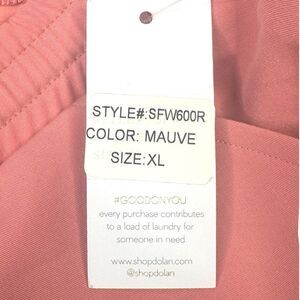 STYLE#:SFW600R
COLOR: MAUVE
SIZE:XL
#GOODONYOU
every purchase contributes
to a load of laundry for
someone in need
www.shopdolan.com
@shopdolan